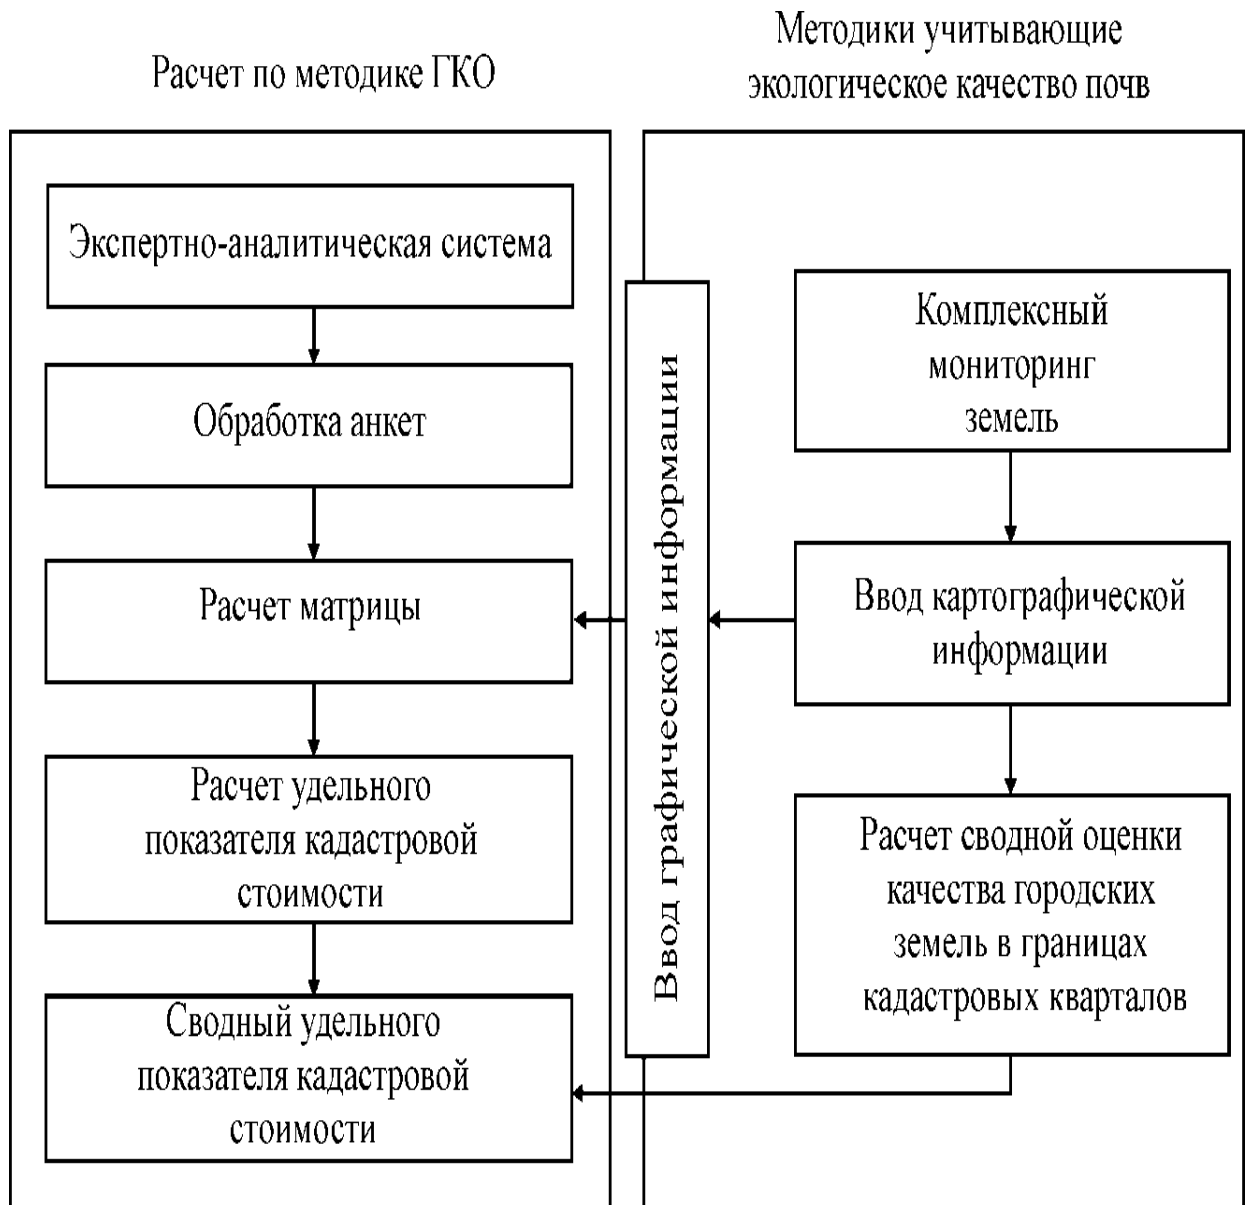 Расчет по методике ГКО
Методики учитывающие
экологическое качество почв
Экспертно-аналитическая система
Обработка анкет
Расчет матрицы
Расчет удельного
показателя кадастровой
стоимости
Сводный удельного
показателя кадастровой
стоимости
Ввод графической информации
Комплексный
мониторинг
земель
Ввод картографической
информации
Расчет сводной оценки
качества городских
земель в границах
кадастровых кварталов